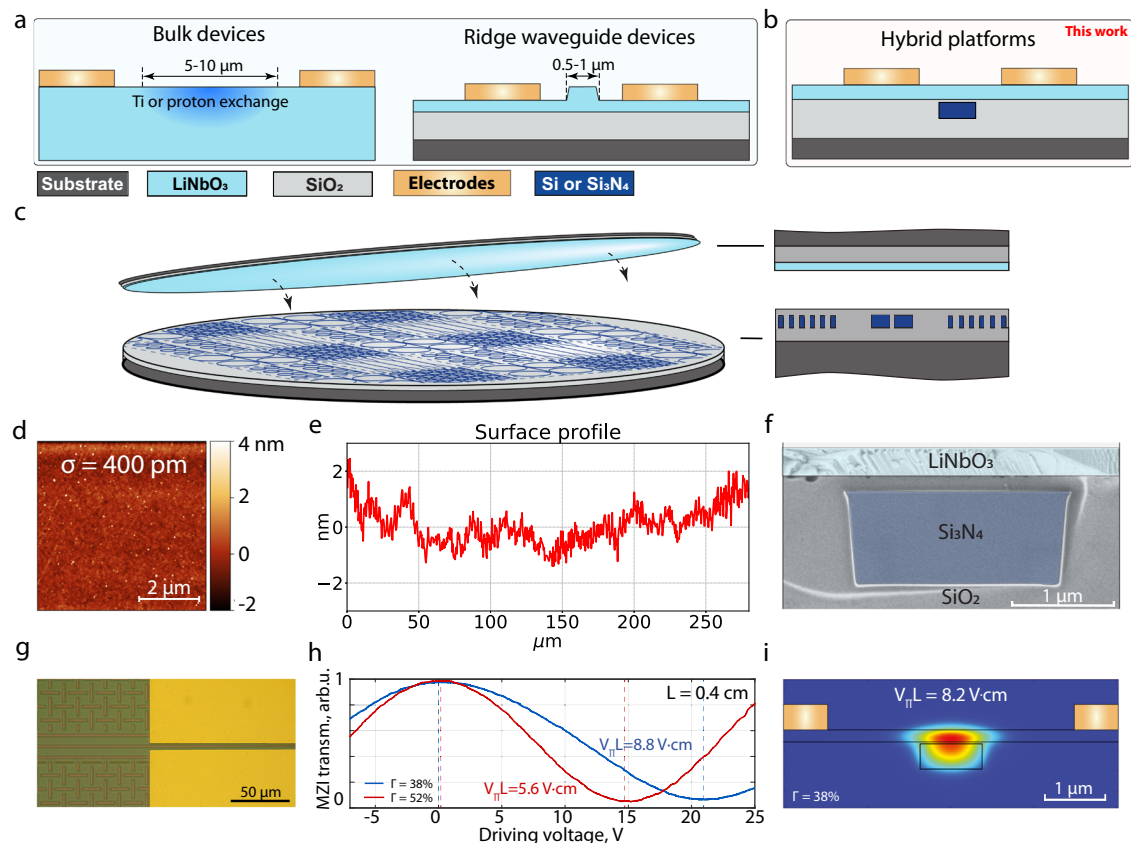 a
Bulk devices
5-10 µm
Ti or proton exchange
Ridge waveguide devices
0.5-1 µm
b
This work
Hybrid platforms
Substrate
LiNbO₃
SiO₂
Electrodes
Si or Si₃N₄
c
d
σ = 400 pm
2 µm
4 nm
2
0
-2
e
Surface profile
nm
2
0
−2
0
50
100
150
200
250
µm
f
LiNbO₃
Si₃N₄
SiO₂
1 µm
g
50 µm
h
MZI transm., arb.u.
1
0
L = 0.4 cm
VΠL=8.8 V·cm
VΠL=5.6 V·cm
Γ = 38%
Γ = 52%
-5
0
5
10
15
20
25
Driving voltage, V
i
VΠL = 8.2 V·cm
Γ = 38%
1 µm